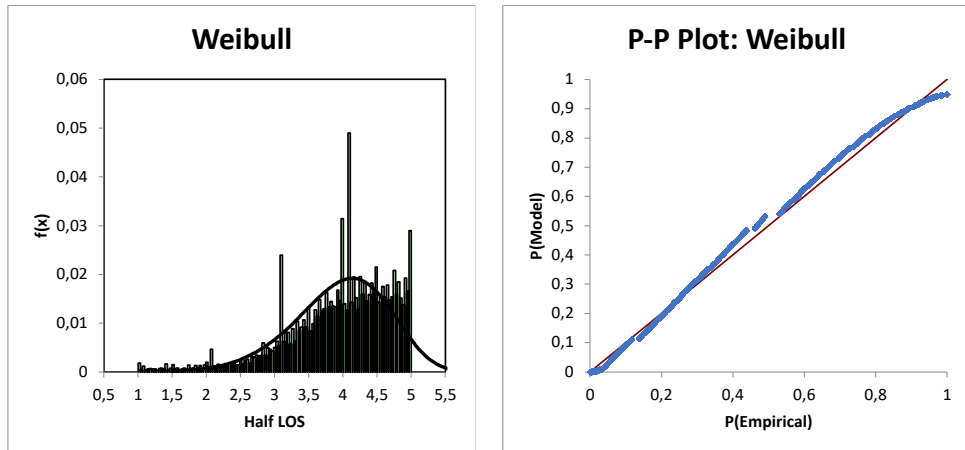 Weibull
0,06
0,05
0,04
0,03
0,02
0,01
0
f(x)
0,5 1 1,5 2 2,5 3 3,5 4 4,5 5 5,5
Half LOS
P-P Plot: Weibull
1
0,9
0,8
0,7
0,6
0,5
0,4
0,3
0,2
0,1
0
P(Model)
0 0,2 0,4 0,6 0,8 1
P(Empirical)